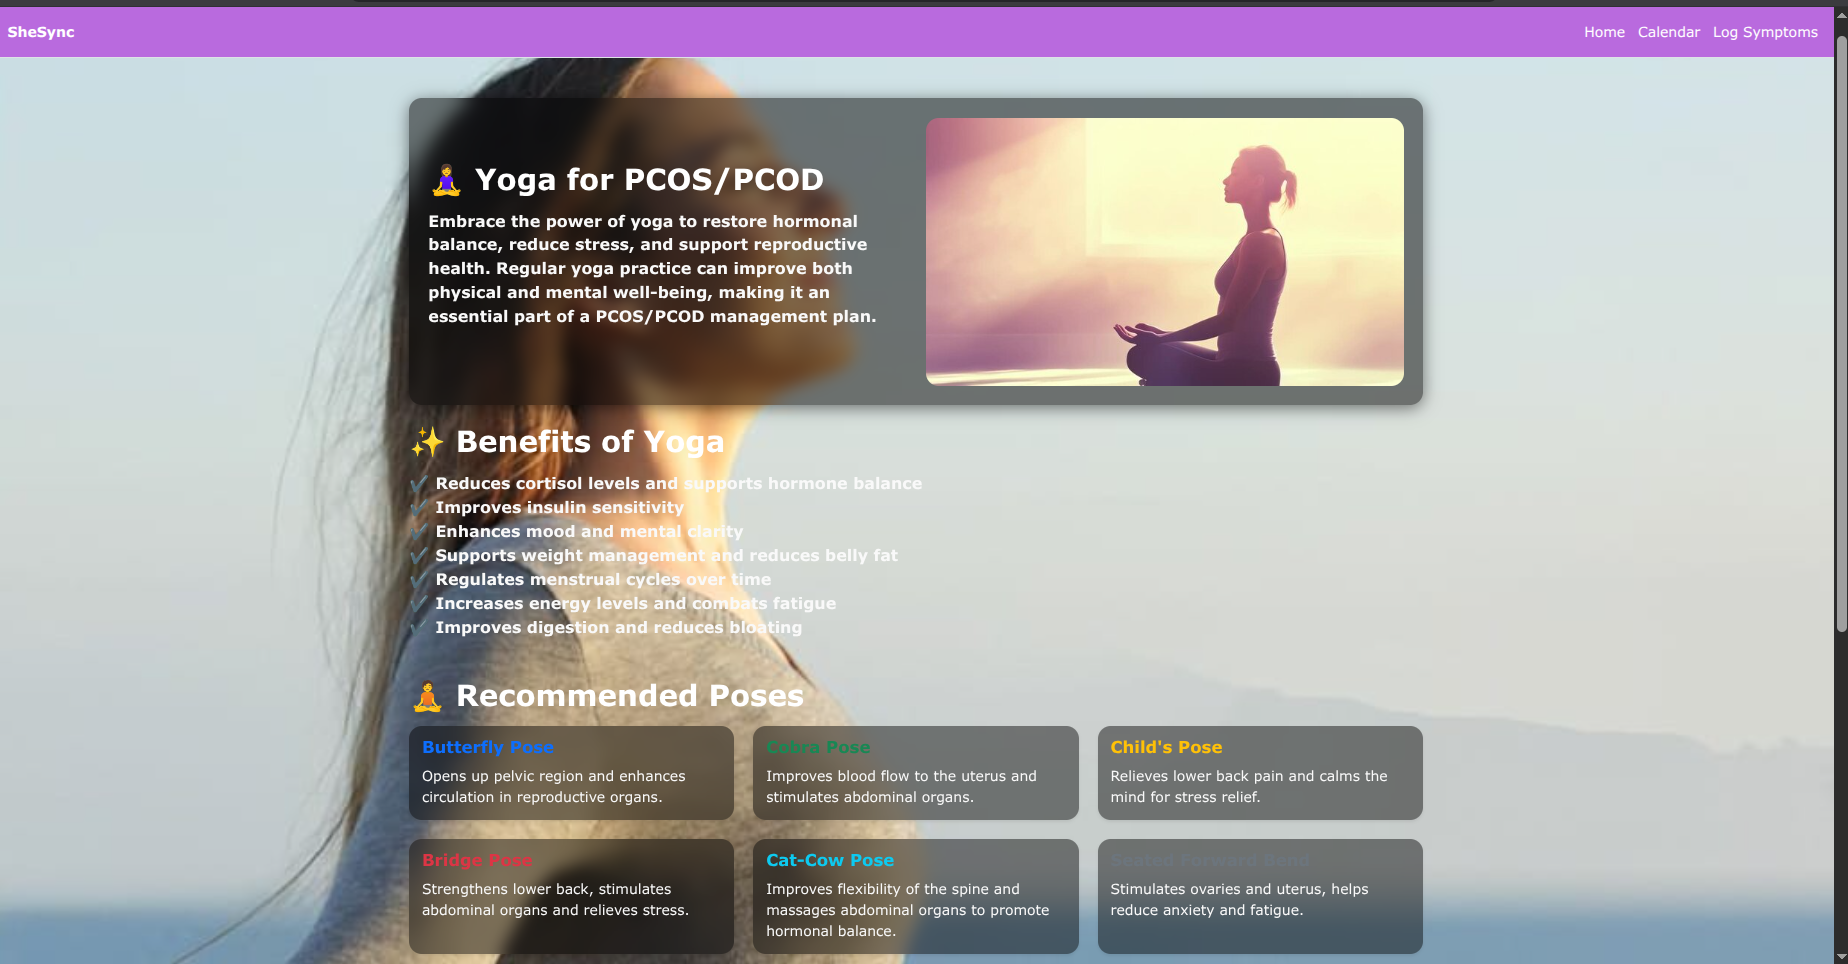 SheSync
Home Calendar Log Symptoms
🧘‍♀️ Yoga for PCOS/PCOD
Embrace the power of yoga to restore hormonal
balance, reduce stress, and support reproductive
health. Regular yoga practice can improve both
physical and mental well-being, making it an
essential part of a PCOS/PCOD management plan.
✨ Benefits of Yoga
✔️ Reduces cortisol levels and supports hormone balance
✔️ Improves insulin sensitivity
✔️ Enhances mood and mental clarity
✔️ Supports weight management and reduces belly fat
✔️ Regulates menstrual cycles over time
✔️ Increases energy levels and combats fatigue
✔️ Improves digestion and reduces bloating
🧘 Recommended Poses
Butterfly Pose
Opens up pelvic region and enhances
circulation in reproductive organs.
Cobra Pose
Improves blood flow to the uterus and
stimulates abdominal organs.
Child's Pose
Relieves lower back pain and calms the
mind for stress relief.
Bridge Pose
Strengthens lower back, stimulates
abdominal organs and relieves stress.
Cat-Cow Pose
Improves flexibility of the spine and
massages abdominal organs to promote
hormonal balance.
Seated Forward Bend
Stimulates ovaries and uterus, helps
reduce anxiety and fatigue.